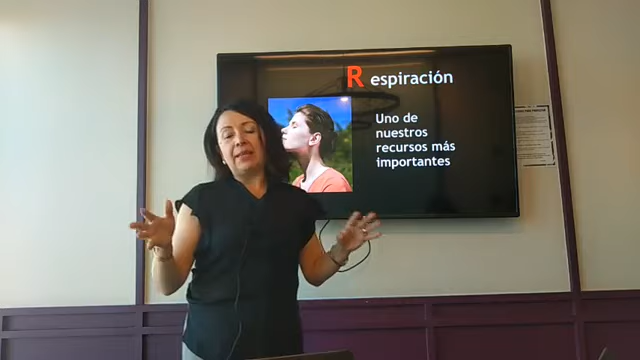 Respiración
Uno de
nuestros
recursos más
importantes